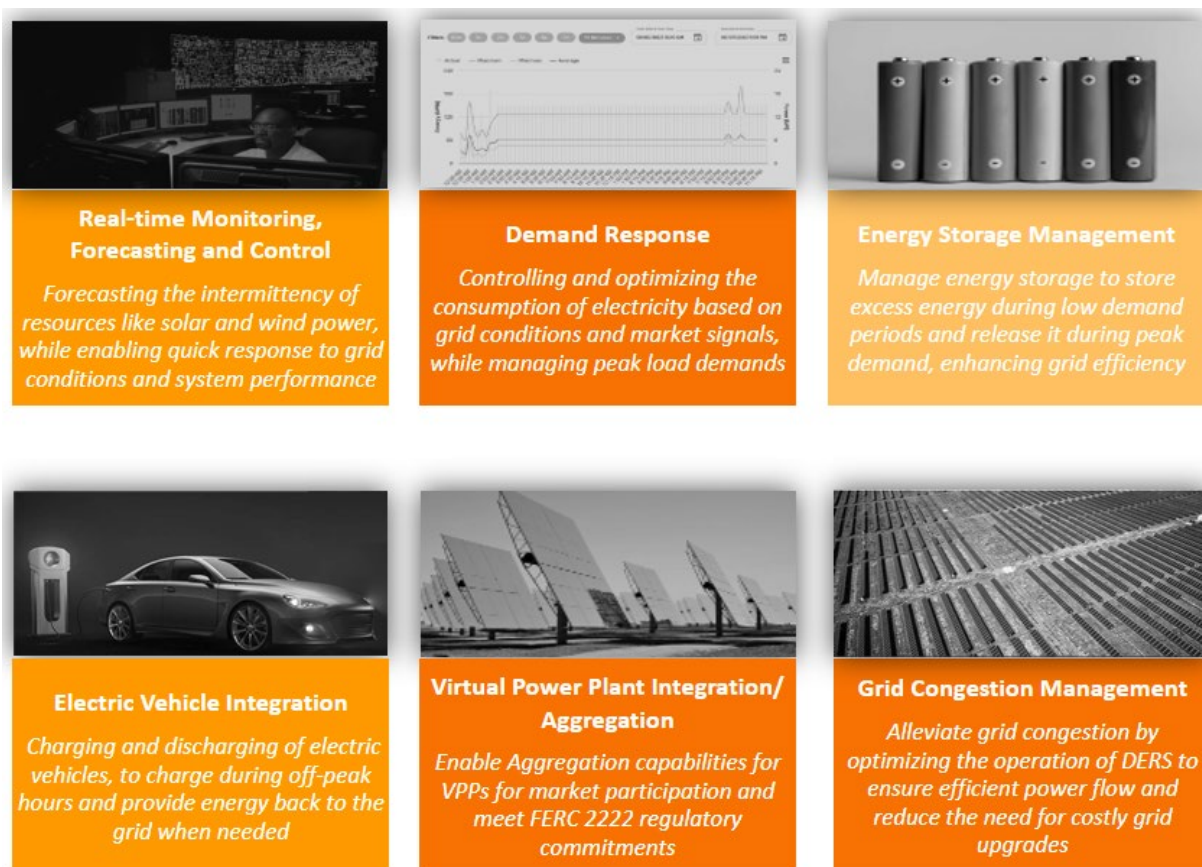 Real-time Monitoring,
Forecasting and Control
Forecasting the intermittency of
resources like solar and wind power,
while enabling quick response to grid
conditions and system performance
Demand Response
Controlling and optimizing the
consumption of electricity based on
grid conditions and market signals,
while managing peak load demands
Energy Storage Management
Manage energy storage to store
excess energy during low demand
periods and release it during peak
demand, enhancing grid efficiency
Electric Vehicle Integration
Charging and discharging of electric
vehicles, to charge during off-peak
hours and provide energy back to the
grid when needed
Virtual Power Plant Integration/
Aggregation
Enable Aggregation capabilities for
VPPs for market participation and
meet FERC 2222 regulatory
commitments
Grid Congestion Management
Alleviate grid congestion by
optimizing the operation of DERS to
ensure efficient power flow and
reduce the need for costly grid
upgrades